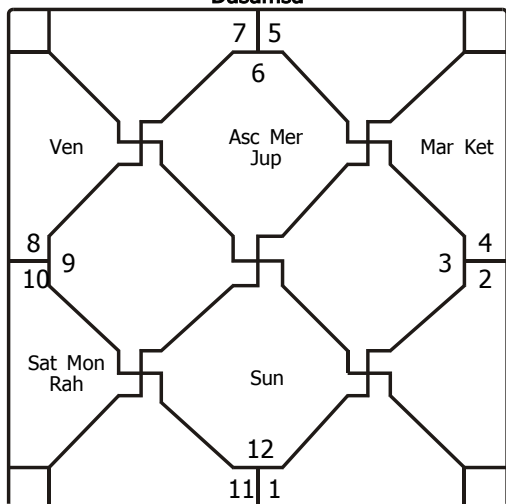 Dasamsa
7 5
6
Ven
Asc Mer
Jup
Mar Ket
8
9
10
4
3
2
Sat Mon
Rah
Sun
12
11 1